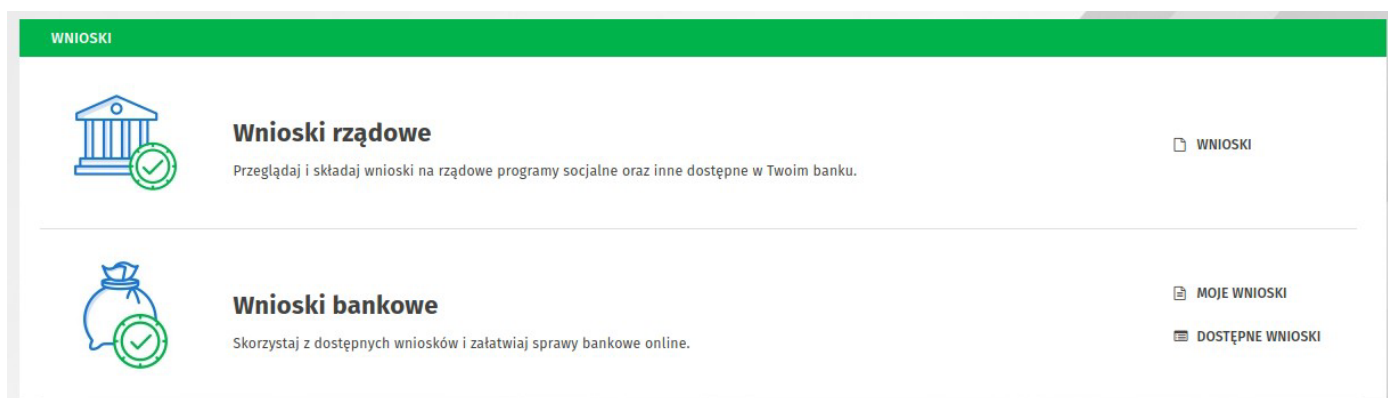 WNIOSKI
Wnioski rządowe
Przeglądaj i składaj wnioski na rządowe programy socjalne oraz inne dostępne w Twoim banku.
WNIOSKI
Wnioski bankowe
Skorzystaj z dostępnych wniosków i załatwiaj sprawy bankowe online.
MOJE WNIOSKI
DOSTĘPNE WNIOSKI